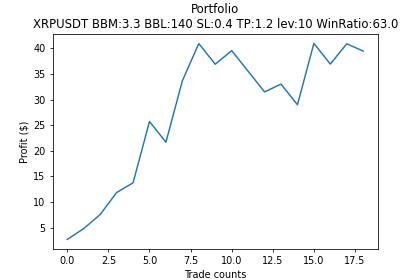 Portfolio
XRPUSDT BBM:3.3 BBL:140 SL:0.4 TP:1.2 lev:10 WinRatio:63.0
40
35
30
25
20
15
10
5
Profit ($)
0.0 2.5 5.0 7.5 10.0 12.5 15.0 17.5
Trade counts